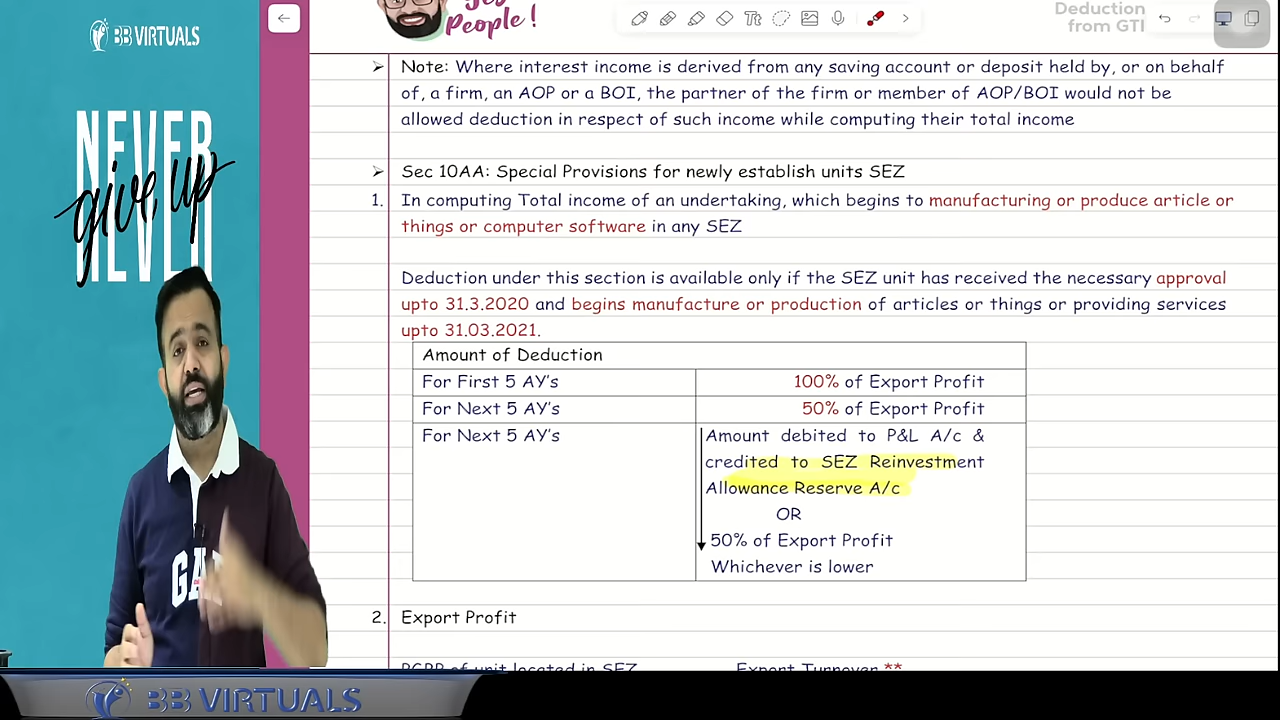 BB VIRTUALS
NEVER
give up
NEVER
People !
Deduction
from GTI
Note: Where interest income is derived from any saving account or deposit held by, or on behalf
of, a firm, an AOP or a BOI, the partner of the firm or member of AOP/BOI would not be
allowed deduction in respect of such income while computing their total income
Sec 10AA: Special Provisions for newly establish units SEZ
1. In computing Total income of an undertaking, which begins to manufacturing or produce article or
things or computer software in any SEZ
Deduction under this section is available only if the SEZ unit has received the necessary approval
upto 31.3.2020 and begins manufacture or production of articles or things or providing services
upto 31.03.2021.
Amount of Deduction
For First 5 AY's 100% of Export Profit
For Next 5 AY's 50% of Export Profit
For Next 5 AY's Amount debited to P&L A/c &
credited to SEZ Reinvestment
Allowance Reserve A/c
OR
50% of Export Profit
Whichever is lower
2. Export Profit
of unit located in SEZ Export Turnover **
BB VIRTUALS